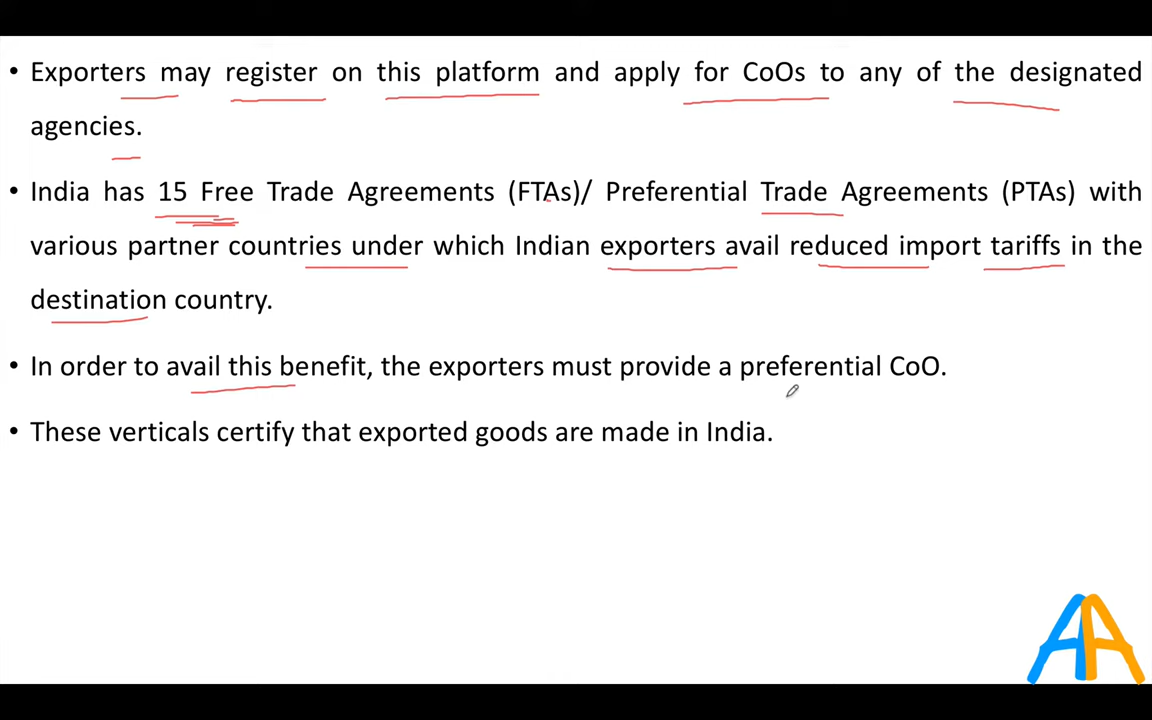 • Exporters may register on this platform and apply for CoOs to any of the designated
agencies.
• India has 15 Free Trade Agreements (FTAs)/ Preferential Trade Agreements (PTAs) with
various partner countries under which Indian exporters avail reduced import tariffs in the
destination country.
• In order to avail this benefit, the exporters must provide a preferential CoO.
• These verticals certify that exported goods are made in India.
AA